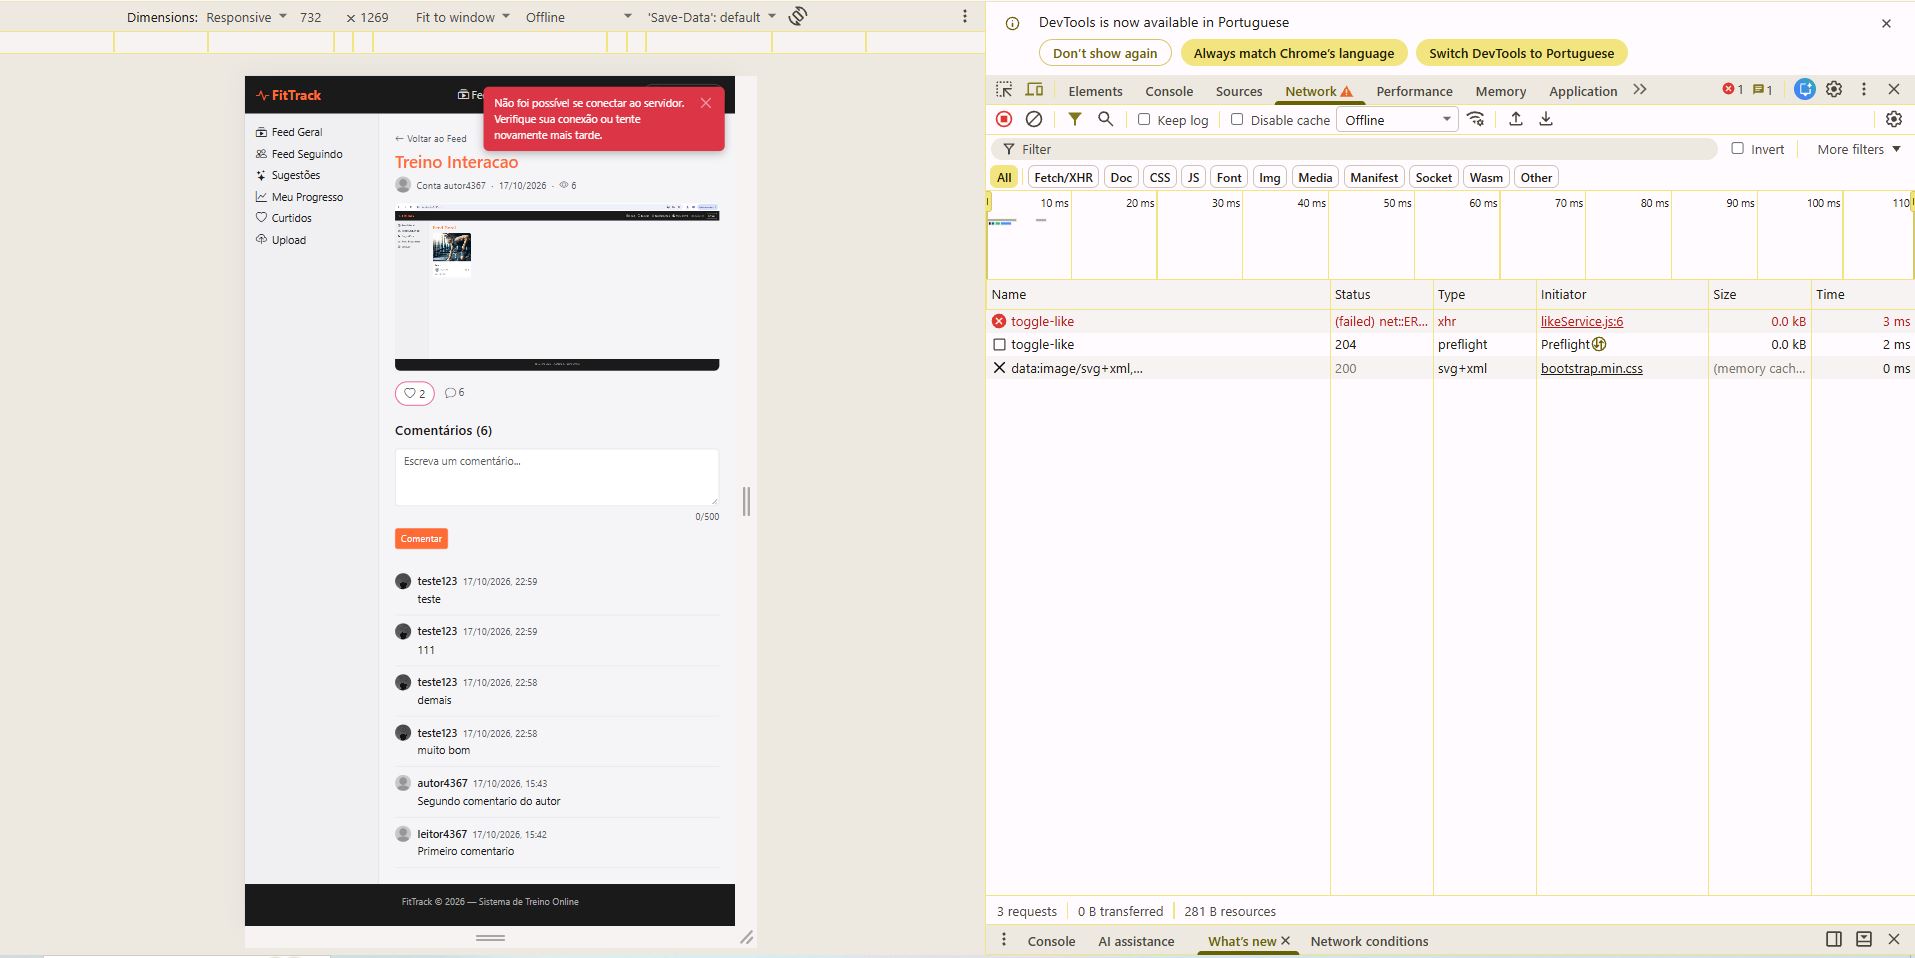 Dimensions: Responsive 732 × 1269 Fit to window Offline 'Save-Data': default
FitTrack
Fee
Não foi possível se conectar ao servidor.
Verifique sua conexão ou tente
novamente mais tarde.
Feed Geral
Feed Seguindo
Sugestões
Meu Progresso
Curtidos
Upload
← Voltar ao Feed
Treino Interacao
Conta autor4367 · 17/10/2026 · 6
2 6
Comentários (6)
Escreva um comentário...
0/500
Comentar
teste123 17/10/2026, 22:59
teste
teste123 17/10/2026, 22:59
111
teste123 17/10/2026, 22:58
demais
teste123 17/10/2026, 22:58
muito bom
autor4367 17/10/2026, 15:43
Segundo comentario do autor
leitor4367 17/10/2026, 15:42
Primeiro comentario
FitTrack © 2026 — Sistema de Treino Online
DevTools is now available in Portuguese
Don't show again Always match Chrome's language Switch DevTools to Portuguese
Elements Console Sources Network Performance Memory Application 1 1
Keep log Disable cache Offline
Filter Invert More filters
All Fetch/XHR Doc CSS JS Font Img Media Manifest Socket Wasm Other
10 ms 20 ms 30 ms 40 ms 50 ms 60 ms 70 ms 80 ms 90 ms 100 ms 110
Name Status Type Initiator Size Time
toggle-like (failed) net::ER... xhr likeService.js:6 0.0 kB 3 ms
toggle-like 204 preflight Preflight 0.0 kB 2 ms
data:image/svg+xml,... 200 svg+xml bootstrap.min.css (memory cach... 0 ms
3 requests 0 B transferred 281 B resources
Console AI assistance What's new Network conditions